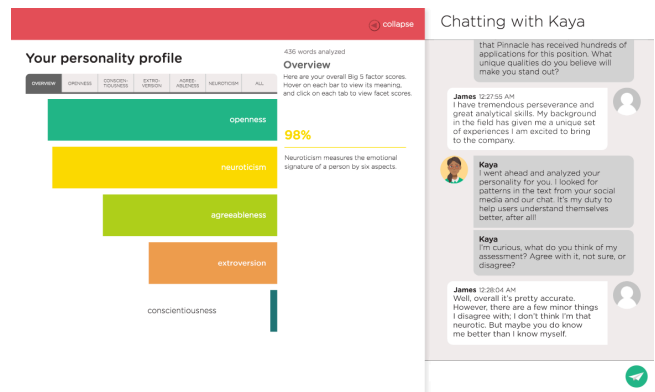 collapse
Your personality profile
OVERVIEW
OPENNESS
CONSCIEN-
TIOUSNESS
EXTRO-
VERSION
AGREE-
ABLENESS
NEUROTICISM
ALL
openness
neuroticism
agreeableness
extroversion
conscientiousness
436 words analyzed
Overview
Here are your overall Big 5 factor scores.
Hover on each bar to view its meaning,
and click on each tab to view facet scores.
98%
Neuroticism measures the emotional
signature of a person by six aspects.
Chatting with Kaya
that Pinnacle has received hundreds of
applications for this position. What
unique qualities do you believe will
make you stand out?
James 12:27:55 AM
I have tremendous perseverance and
great analytical skills. My background
in the field has given me a unique set
of experiences I am excited to bring
to the company.
Kaya
I went ahead and analyzed your
personality for you. I looked for
patterns in the text from your social
media and our chat. It's my duty to
help users understand themselves
better, after all!
Kaya
I'm curious, what do you think of my
assessment? Agree with it, not sure, or
disagree?
James 12:28:04 AM
Well, overall it's pretty accurate.
However, there are a few minor things
I disagree with; I don't think I'm that
neurotic. But maybe you do know
me better than I know myself.